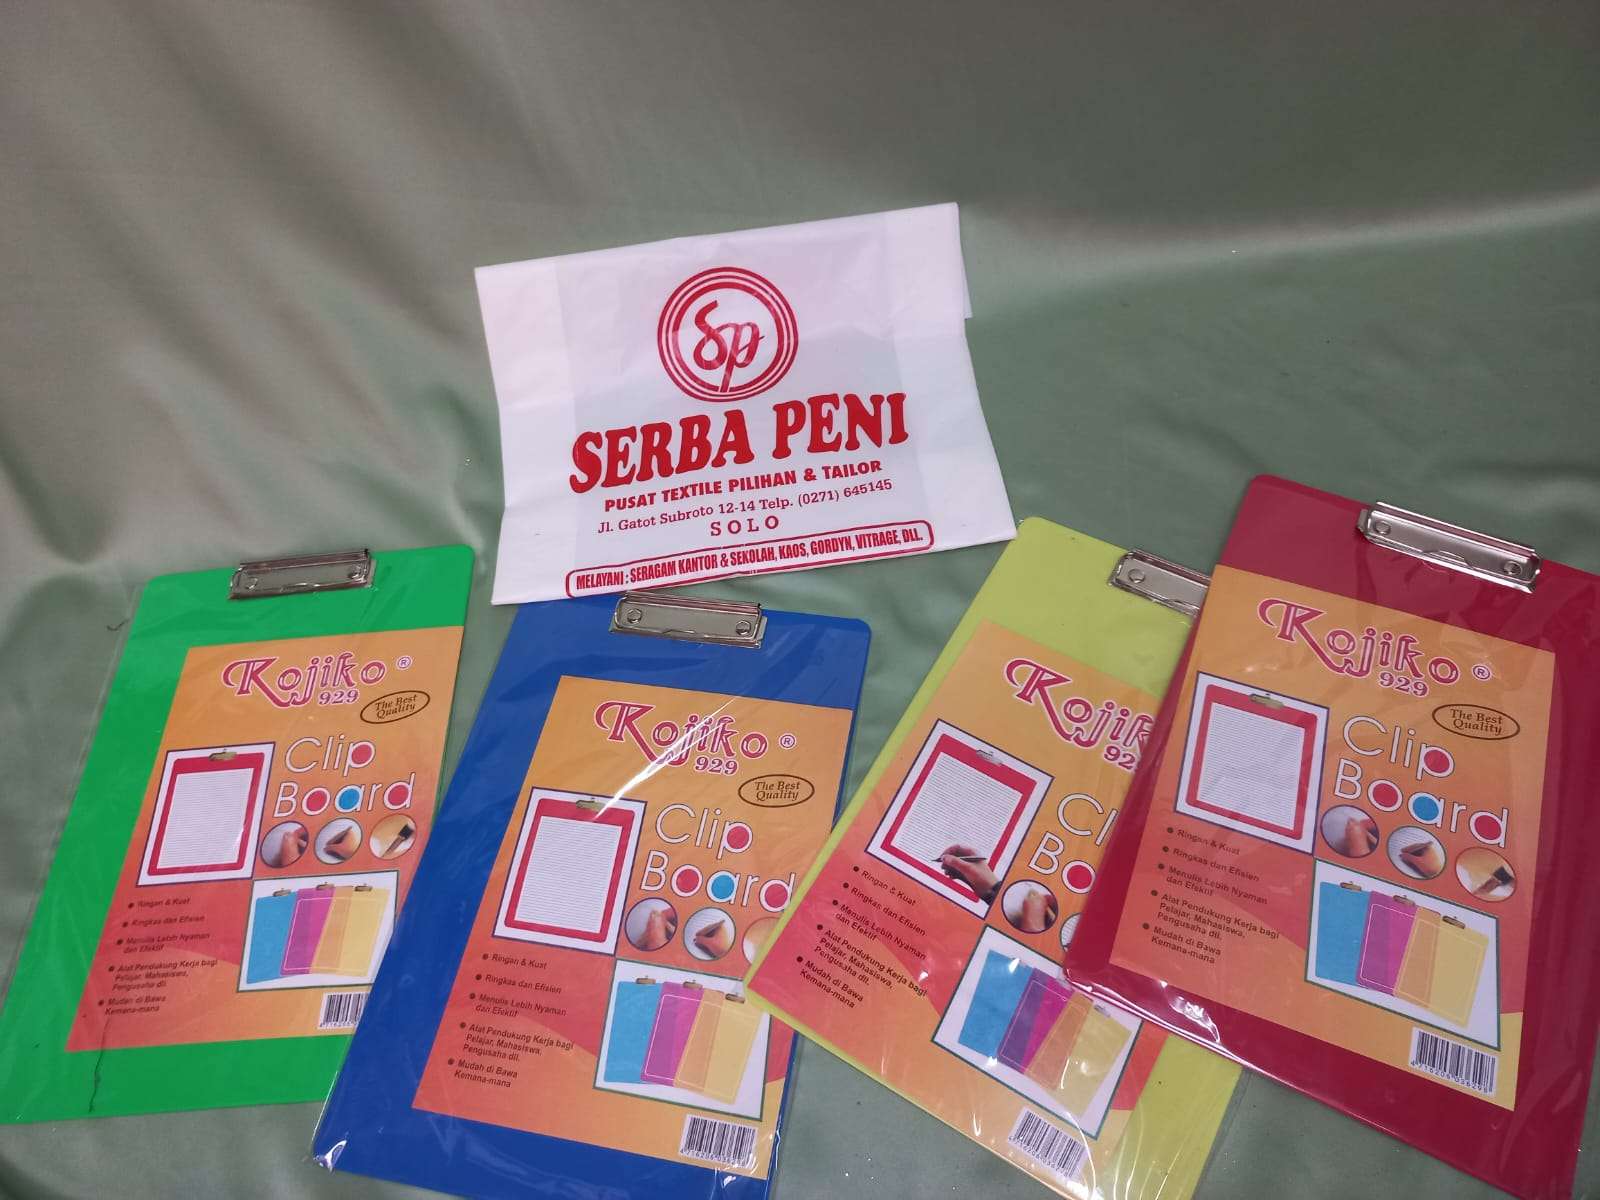 Sp
SERBA PENI
PUSAT TEXTILE PILIHAN & TAILOR
Jl. Gatot Subroto 12-14 Telp. (0271) 645145
SOLO
MELAYANI : SERAGAM KANTOR & SEKOLAH, KAOS, GORDYN, VITRAGE, DLL.
Kojiko ®
929
The Best
Quality
Clip
Board
Ringan & Kuat
Ringkas dan Efisien
Menulis Lebih Nyaman
dan Efektif
Alat Pendukung Kerja bagi
Pelajar, Mahasiswa,
Pengusaha dll.
Mudah di Bawa
Kemana-mana
Kojiko ®
929
The Best
Quality
Clip
Board
Ringan & Kuat
Ringkas dan Efisien
Menulis Lebih Nyaman
dan Efektif
Alat Pendukung Kerja bagi
Pelajar, Mahasiswa,
Pengusaha dll.
Mudah di Bawa
Kemana-mana
Kojik
92
Cl
Bo
Ringan & Kuat
Ringkas dan Efisien
Menulis Lebih Nyaman
dan Efektif
Alat Pendukung Kerja bagi
Pelajar, Mahasiswa,
Pengusaha dll.
Mudah di Bawa
Kemana-mana
Kojiko ®
929
The Best
Quality
Clip
Board
Ringan & Kuat
Ringkas dan Efisien
Menulis Lebih Nyaman
dan Efektif
Alat Pendukung Kerja bagi
Pelajar, Mahasiswa,
Pengusaha dll.
Mudah di Bawa
Kemana-mana
4 716206 036298